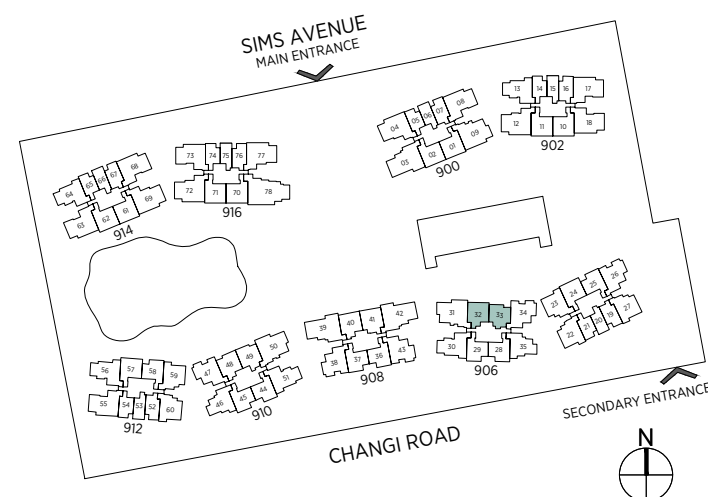 SIMS AVENUE
MAIN ENTRANCE
13 14 15 16 17
12 11 10 18
902
04 05 06 07 08
03 02 01 09
900
73 74 75 76 77
72 71 70 78
916
64 65 66 67 68
63 62 61 69
914
23 24 25 26
22 21 20 19 27
31 32 33 34
30 29 28 35
906
39 40 41 42
38 37 36 43
908
47 48 49 50
46 45 44 51
910
56 57 58 59
55 54 53 52 60
912
SECONDARY ENTRANCE
CHANGI ROAD
N